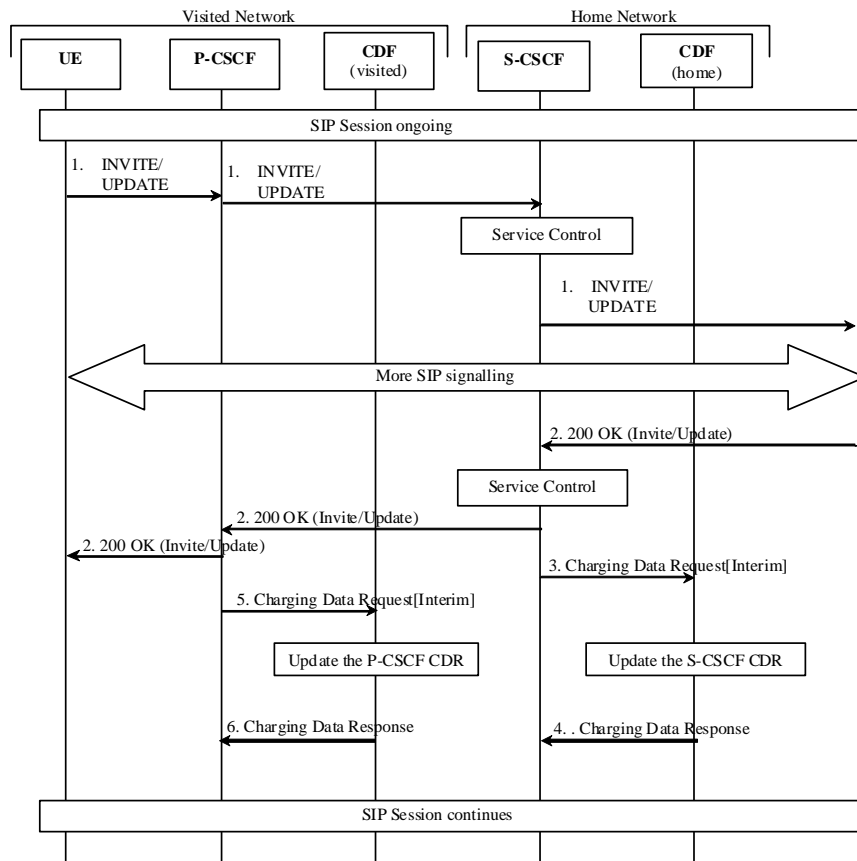 Visited Network
Home Network
UE
P-CSCF
CDF
(visited)
S-CSCF
CDF
(home)
SIP Session ongoing
1. INVITE/
UPDATE
1. INVITE/
UPDATE
Service Control
1. INVITE/
UPDATE
More SIP signalling
2. 200 OK (Invite/Update)
Service Control
2. 200 OK (Invite/Update)
2. 200 OK (Invite/Update)
3. Charging Data Request[Interim]
5. Charging Data Request[Interim]
Update the P-CSCF CDR
Update the S-CSCF CDR
6. Charging Data Response
4. . Charging Data Response
SIP Session continues